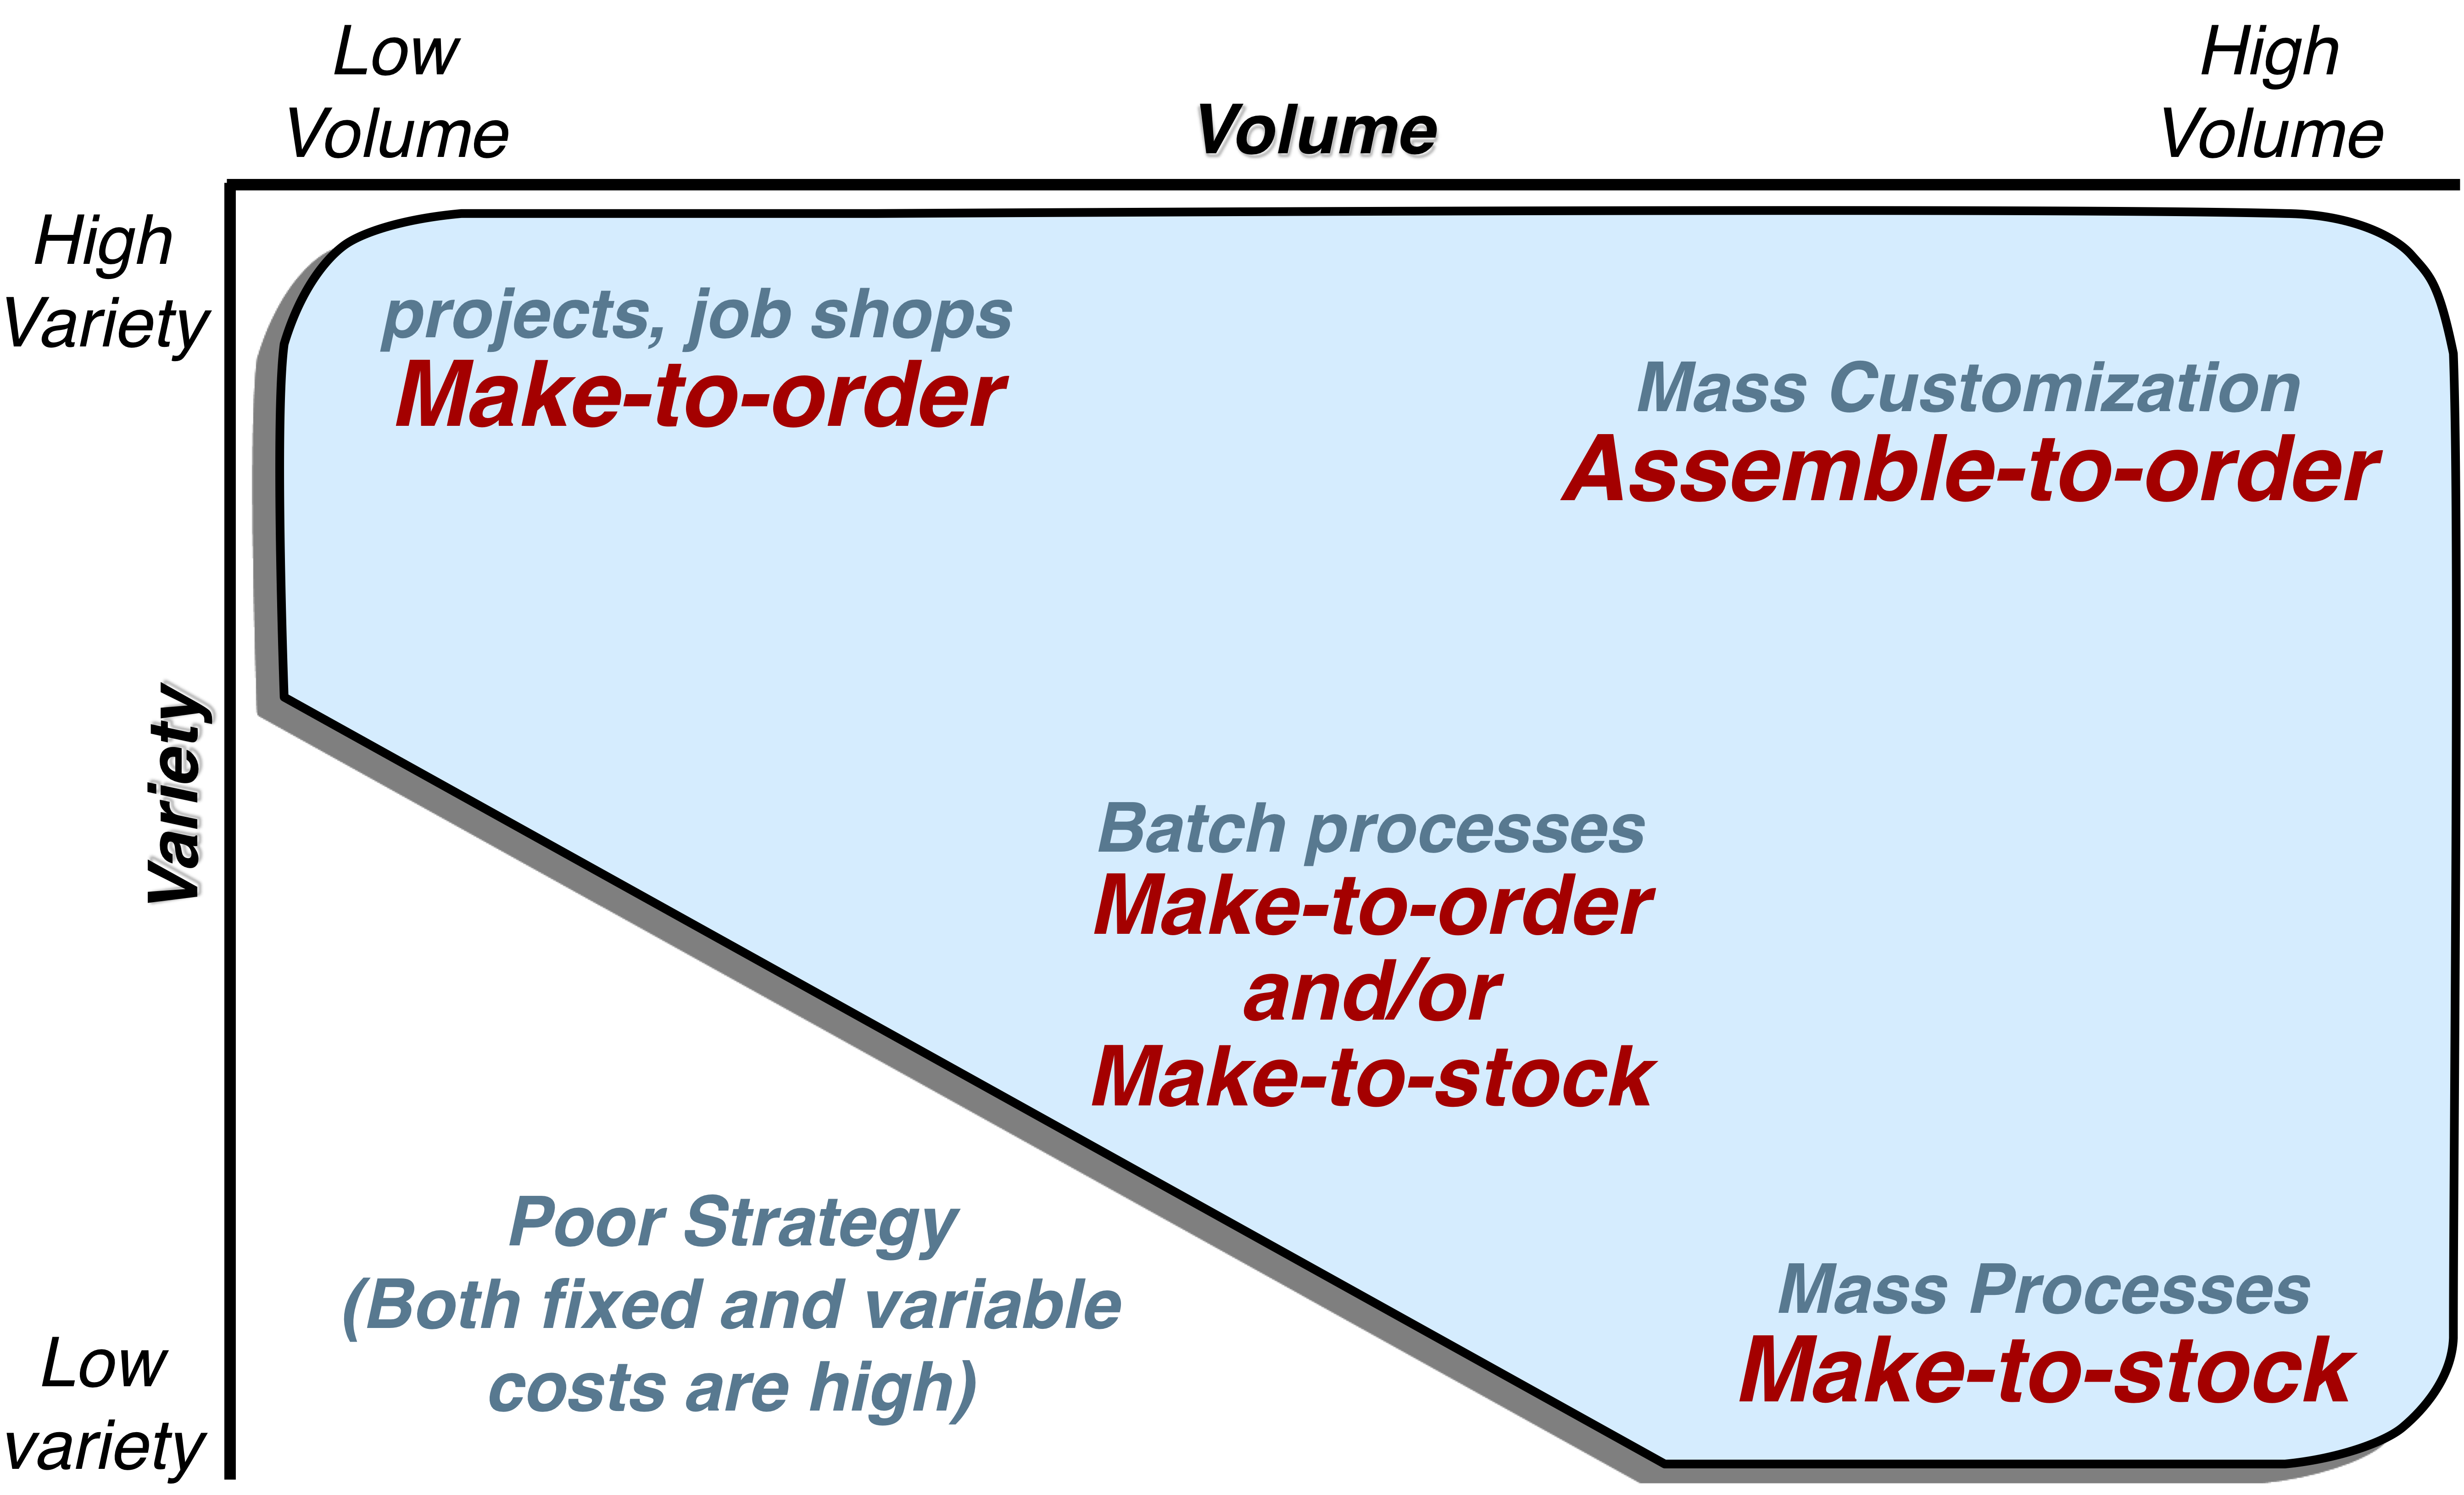 Low
Volume
Volume
High
Volume
High
Variety
projects, job shops
Make-to-order
Mass Customization
Assemble-to-order
Variety
Batch processes
Make-to-order
and/or
Make-to-stock
Poor Strategy
(Both fixed and variable
costs are high)
Mass Processes
Make-to-stock
Low
variety